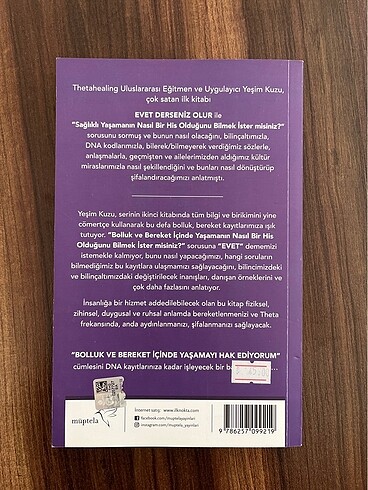 Thetahealing Uluslararası Eğitmen ve Uygulayıcı Yeşim Kuzu,
çok satan ilk kitabı
EVET DERSENİZ OLUR ile
"Sağlıklı Yaşamanın Nasıl Bir His Olduğunu Bilmek İster misiniz?"
sorusunu sormuş ve bunun nasıl olacağını, bilinçaltımızla,
DNA kodlarımızla, bilerek/bilmeyerek verdiğimiz sözlerle,
anlaşmalarla, geçmişten ve ailelerimizden aldığımız kültür
miraslarımızla nasıl şekillendiğini ve bunları nasıl dönüştürüp
şifalandıracağımızı anlatmıştı.
Yeşim Kuzu, serinin ikinci kitabında tüm bilgi ve birikimini yine
cömertçe kullanarak bu defa bolluk, bereket kayıtlarımıza ışık
tutuyor. "Bolluk ve Bereket İçinde Yaşamanın Nasıl Bir His
Olduğunu Bilmek İster misiniz?" sorusuna "EVET" dememizi
istemekle kalmıyor; bunu nasıl yapacağımızı, hangi soruların
bilmediğimiz bu kayıtlara ulaşmamızı sağlayacağını, bilincimizdeki
ve bilinçaltımızdaki değiştirilecek inanışları, danışan örneklerini ve
çok daha fazlasını anlatıyor.
İnsanlığa bir hizmet addedilebilecek olan bu kitap fiziksel,
zihinsel, duygusal ve ruhsal anlamda bereketlenmenizi ve Theta
frekansında, anda aydınlanmanızı, şifalanmanızı sağlayacak.
"BOLLUK VE BEREKET İÇİNDE YAŞAMAYI HAK EDİYORUM"
cümlesini DNA kayıtlarınıza kadar işleyecek bir
müptela
İnternet satış: www.ilknokta.com
facebook.com/muptelayayinlari
instagram.com/muptela_yayinlari
9 786257 099219